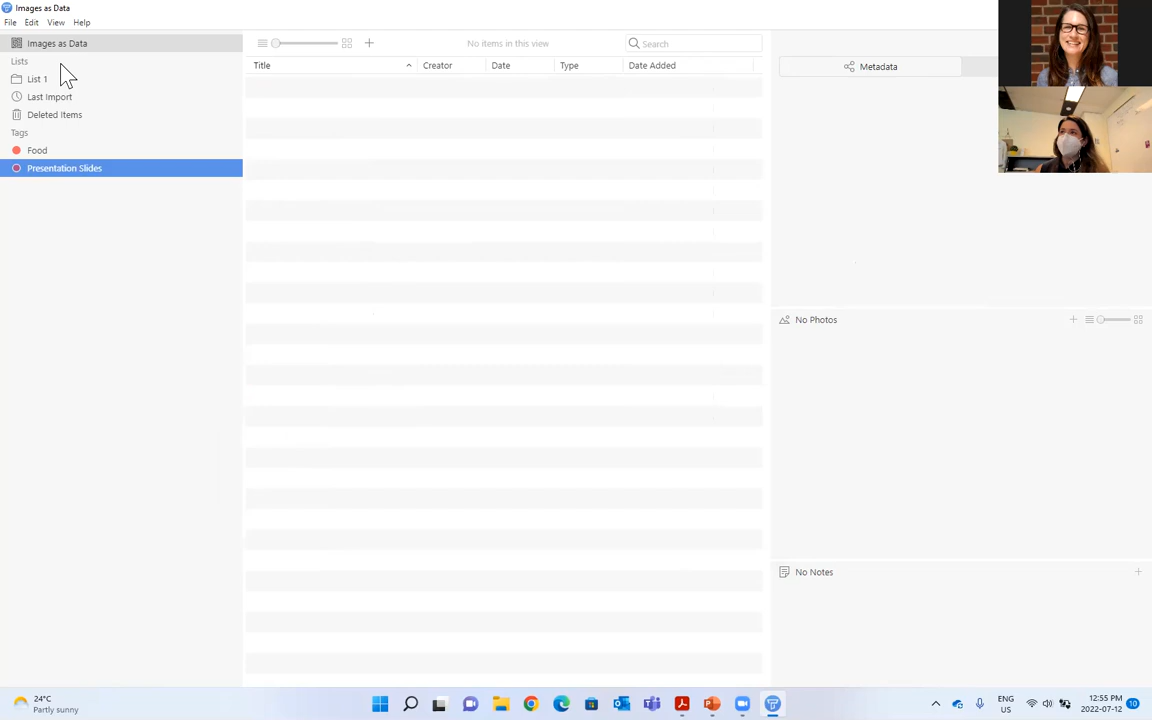 Images as Data
File Edit View Help
Images as Data
No items in this view
Search
Lists
Title Creator Date Type Date Added
Metadata
List 1
Last Import
Deleted Items
Tags
Food
Presentation Slides
No Photos
No Notes
24°C
Partly sunny
ENG
US
12:55 PM
2022-07-12
10